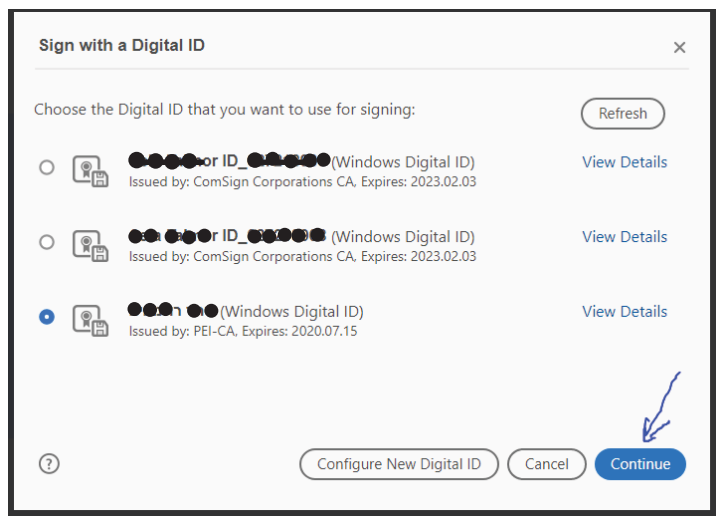 Sign with a Digital ID
Choose the Digital ID that you want to use for signing:
Refresh
or ID_ (Windows Digital ID)
View Details
Issued by: ComSign Corporations CA, Expires: 2023.02.03
ID_ (Windows Digital ID)
View Details
Issued by: ComSign Corporations CA, Expires: 2023.02.03
(Windows Digital ID)
View Details
Issued by: PEI-CA, Expires: 2020.07.15
?
Configure New Digital ID
Cancel
Continue